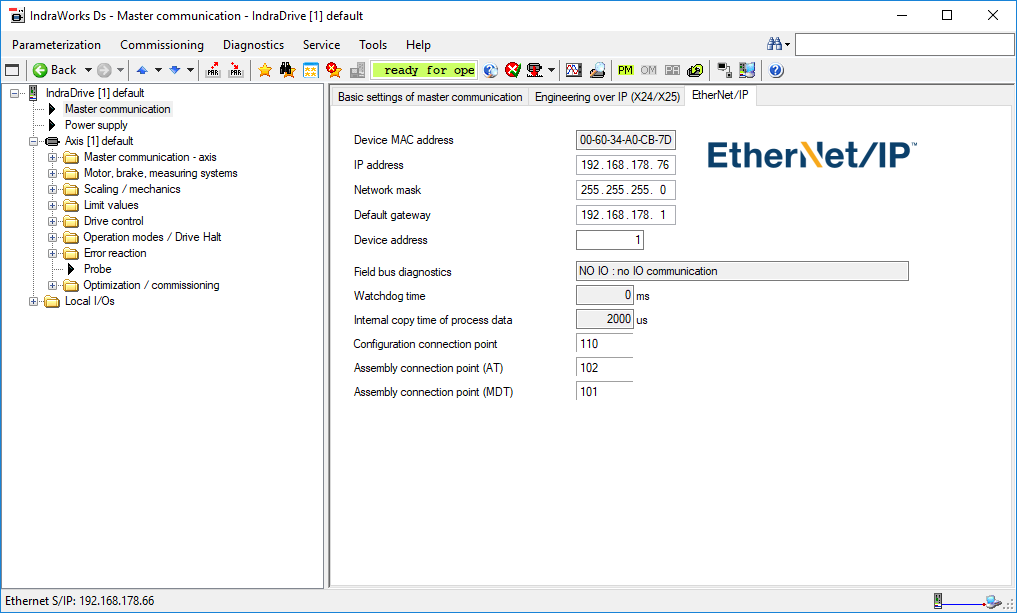 IndraWorks Ds - Master communication - IndraDrive [1] default
Parameterization Commissioning Diagnostics Service Tools Help
Back PAR PAR ready for ope PM OM
IndraDrive [1] default
Master communication
Power supply
Axis [1] default
Master communication - axis
Motor, brake, measuring systems
Scaling / mechanics
Limit values
Drive control
Operation modes / Drive Halt
Error reaction
Probe
Optimization / commissioning
Local I/Os
Basic settings of master communication Engineering over IP (X24/X25) EtherNet/IP
Device MAC address 00-60-34-A0-CB-7D
IP address 192.168.178. 76
Network mask 255.255.255. 0
Default gateway 192.168.178. 1
Device address 1
EtherNet/IP™
Field bus diagnostics NO IO : no IO communication
Watchdog time 0 ms
Internal copy time of process data 2000 us
Configuration connection point 110
Assembly connection point (AT) 102
Assembly connection point (MDT) 101
Ethernet S/IP: 192.168.178.66